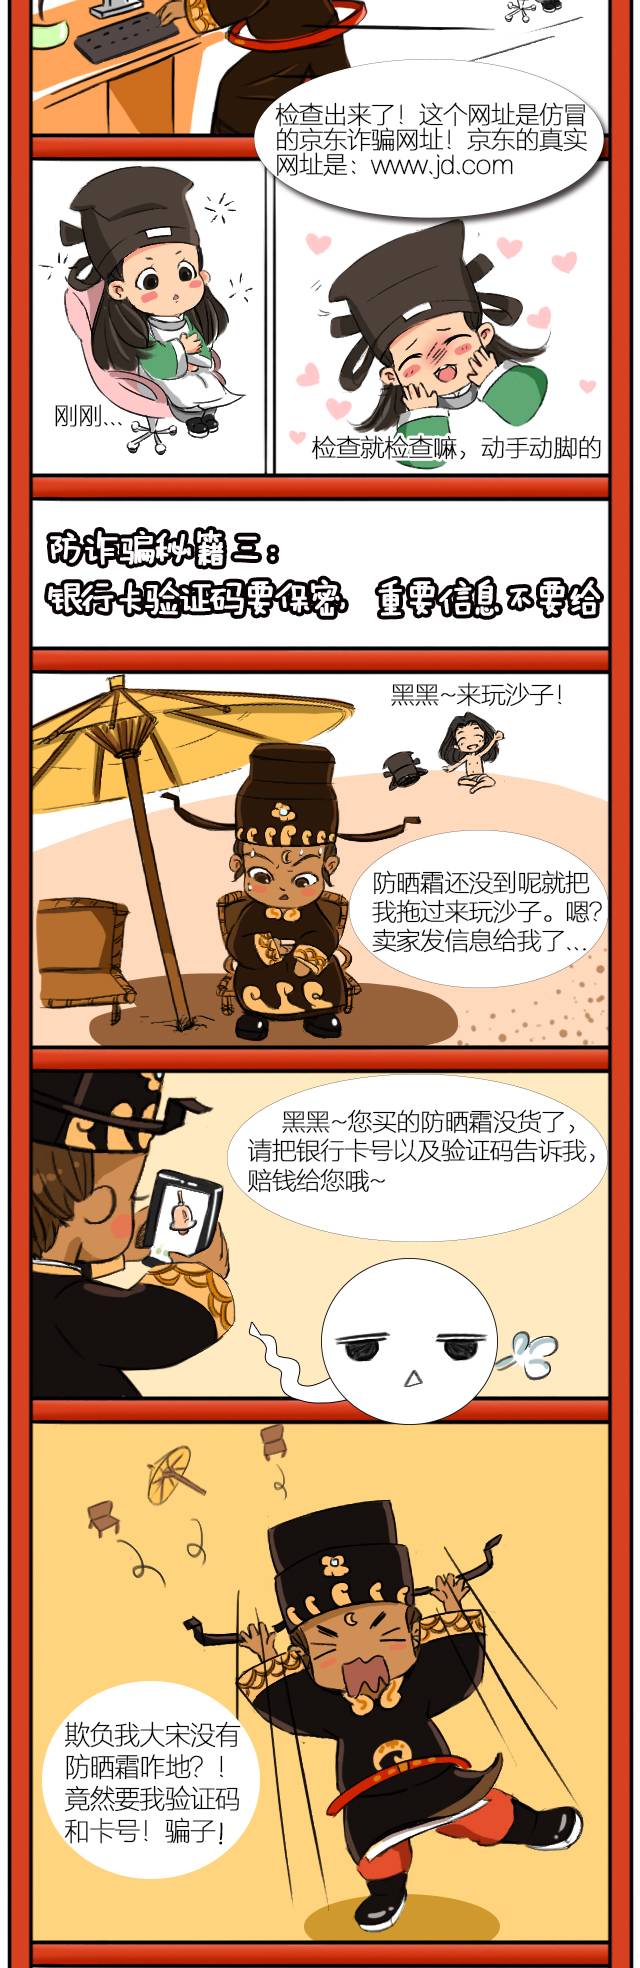 检查出来了！这个网址是仿冒
的京东诈骗网址！京东的真实
网址是：www.jd.com
刚刚...
检查就检查嘛，动手动脚的
防诈骗秘籍三：
银行卡验证码要保密，重要信息不要给
黑黑~来玩沙子！
防晒霜还没到呢就把
我拖过来玩沙子。嗯？
卖家发信息给我了...
黑黑~您买的防晒霜没货了，
请把银行卡号以及验证码告诉我，
赔钱给您哦~
欺负我大宋没有
防晒霜咋地？！
竟然要我验证码
和卡号！骗子！